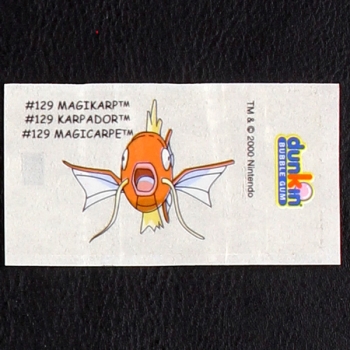 #129 MAGIKARP™
#129 KARPADOR™
#129 MAGICARPE™
TM & © 2000 Nintendo
dunkin
BUBBLE GUM